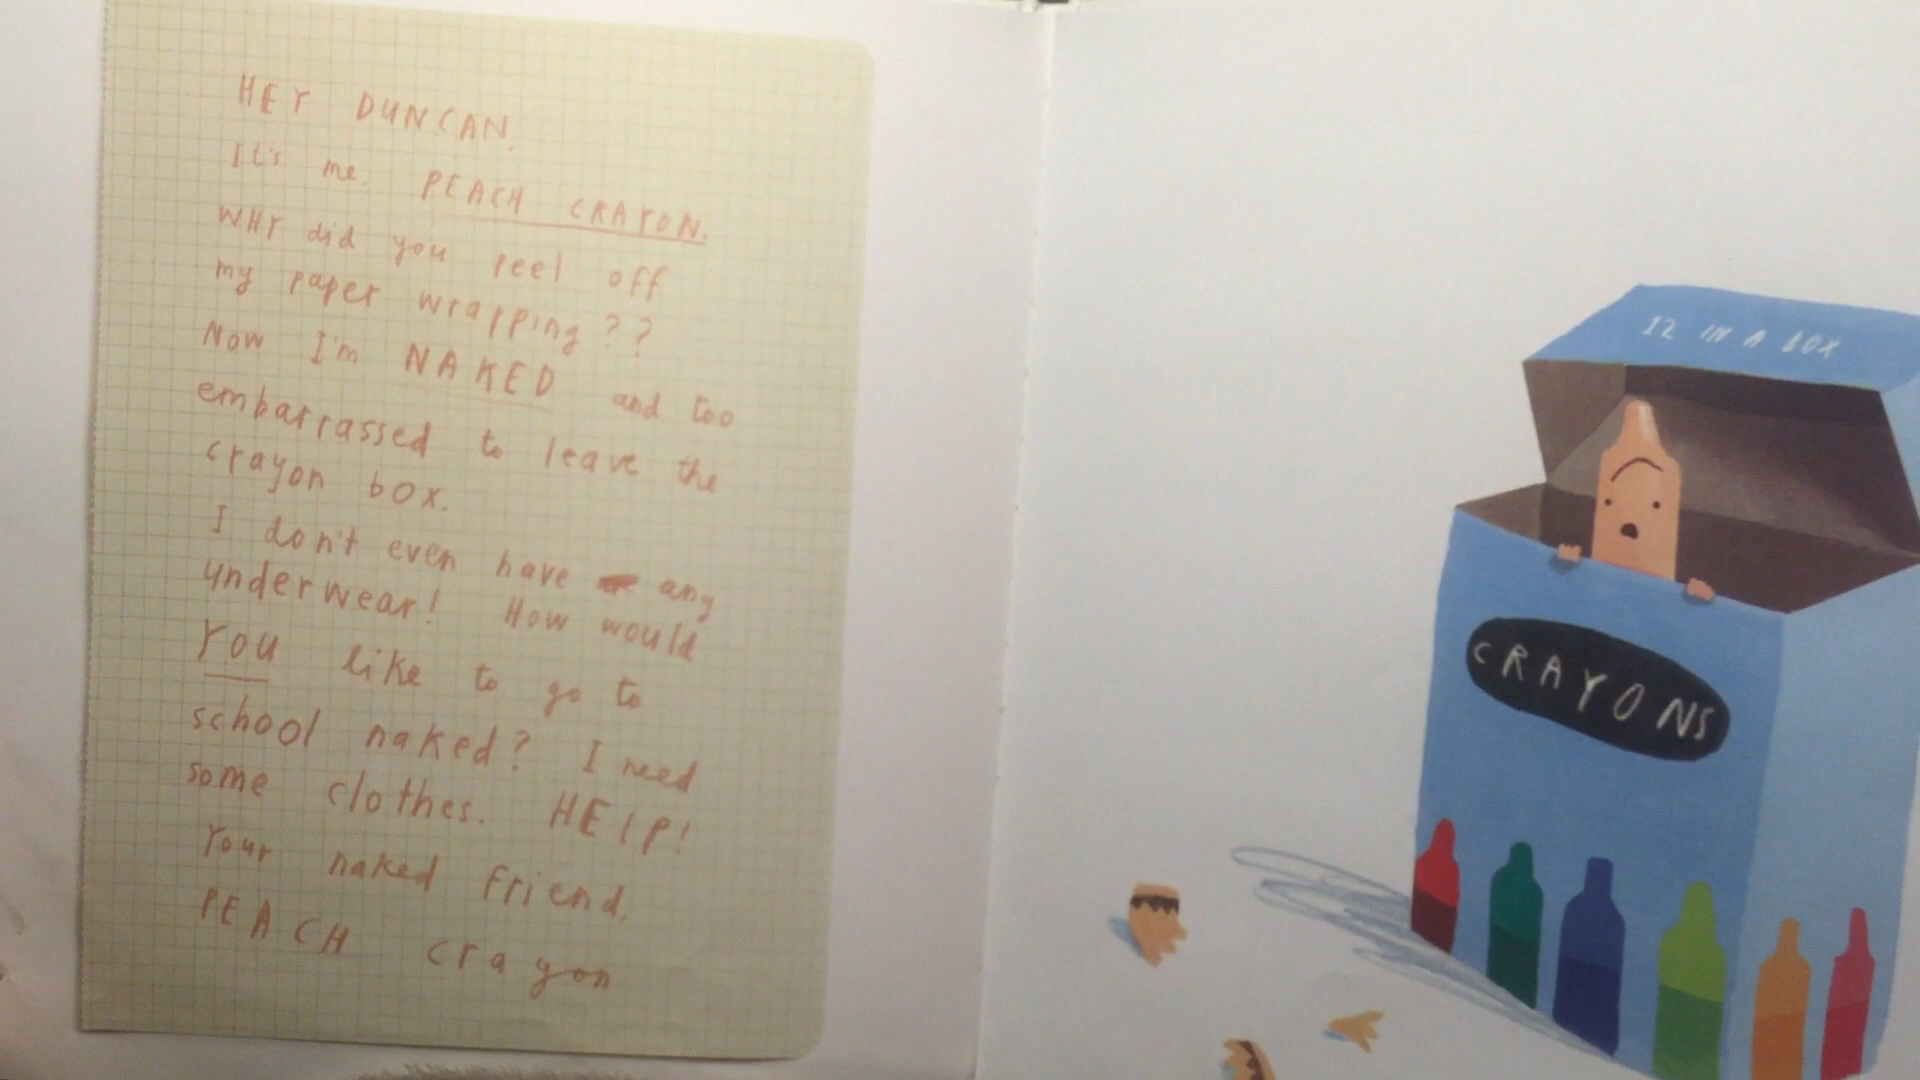 HEY DUNCAN,
It's me, PEACH CRAYON.
WHY did you peel off
my paper wrapping??
Now I'm NAKED and too
embarrassed to leave the
crayon box.
I don't even have any
underwear! How would
YOU like to go to
school naked? I need
some clothes. HELP!
Your naked friend,
PEACH crayon
12 IN A BOX
CRAYONS